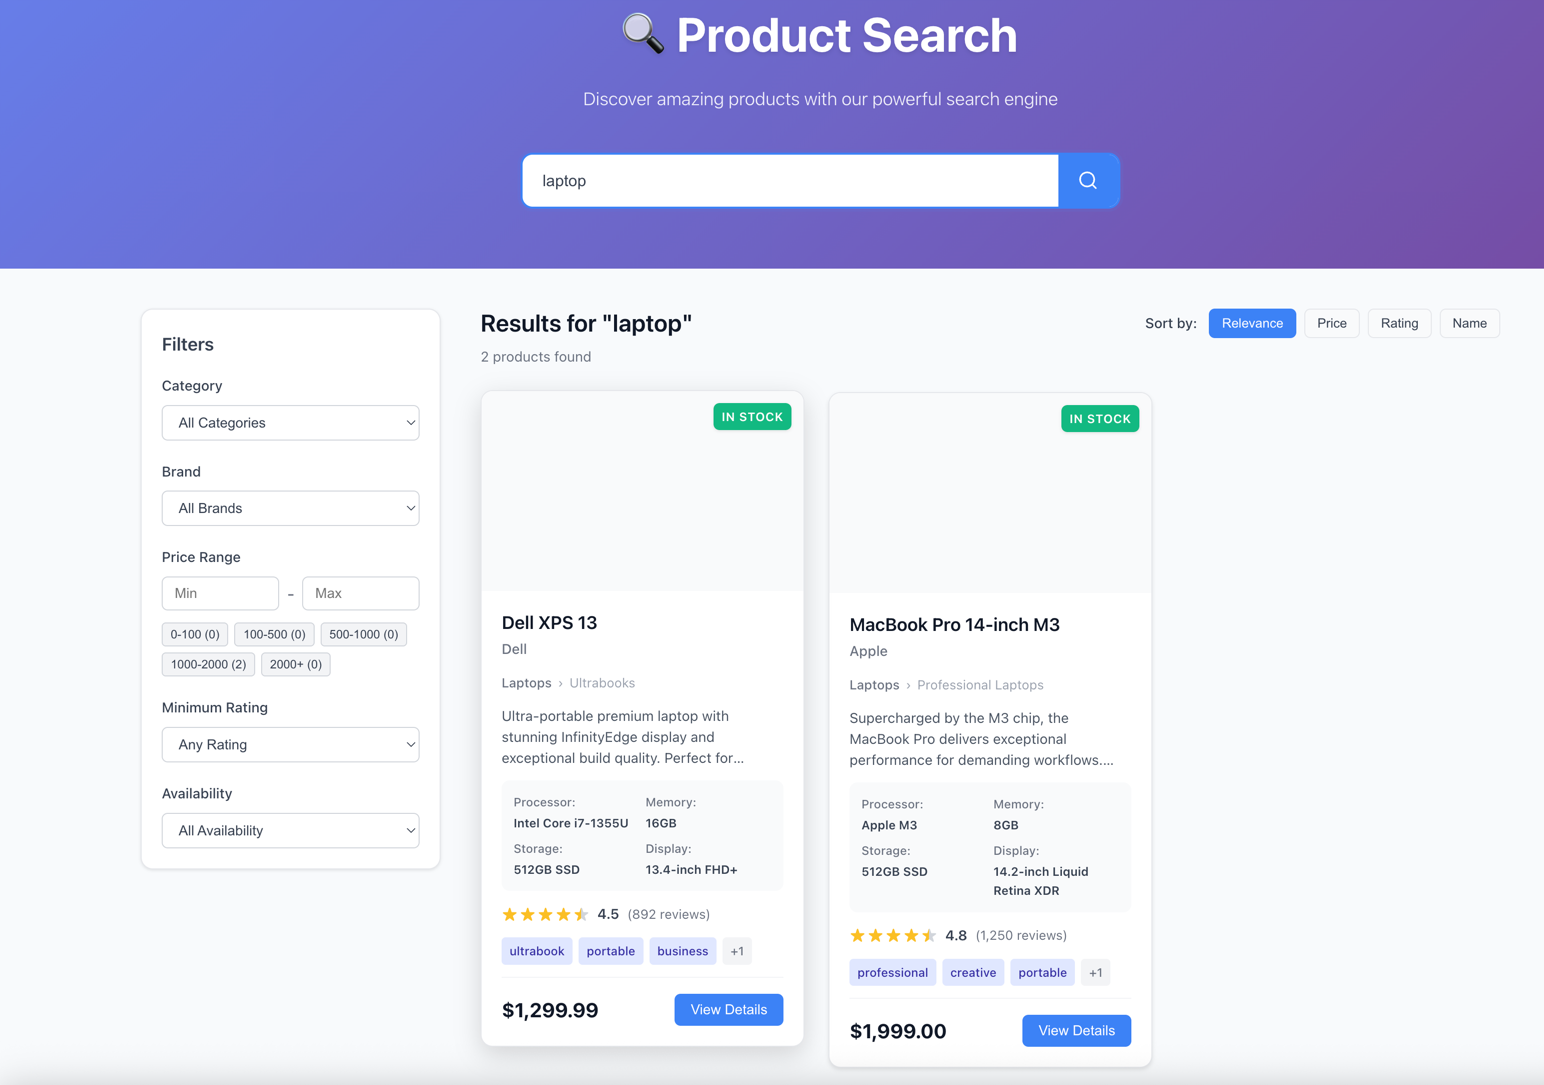 Product Search
Discover amazing products with our powerful search engine
laptop
Filters
Category
All Categories
Brand
All Brands
Price Range
Min - Max
0-100 (0) 100-500 (0) 500-1000 (0)
1000-2000 (2) 2000+ (0)
Minimum Rating
Any Rating
Availability
All Availability
Results for "laptop"
2 products found
Sort by: Relevance Price Rating Name
IN STOCK
Dell XPS 13
Dell
Laptops › Ultrabooks
Ultra-portable premium laptop with
stunning InfinityEdge display and
exceptional build quality. Perfect for...
Processor: Memory:
Intel Core i7-1355U 16GB
Storage: Display:
512GB SSD 13.4-inch FHD+
4.5 (892 reviews)
ultrabook portable business +1
$1,299.99 View Details
IN STOCK
MacBook Pro 14-inch M3
Apple
Laptops › Professional Laptops
Supercharged by the M3 chip, the
MacBook Pro delivers exceptional
performance for demanding workflows....
Processor: Memory:
Apple M3 8GB
Storage: Display:
512GB SSD 14.2-inch Liquid
Retina XDR
4.8 (1,250 reviews)
professional creative portable +1
$1,999.00 View Details